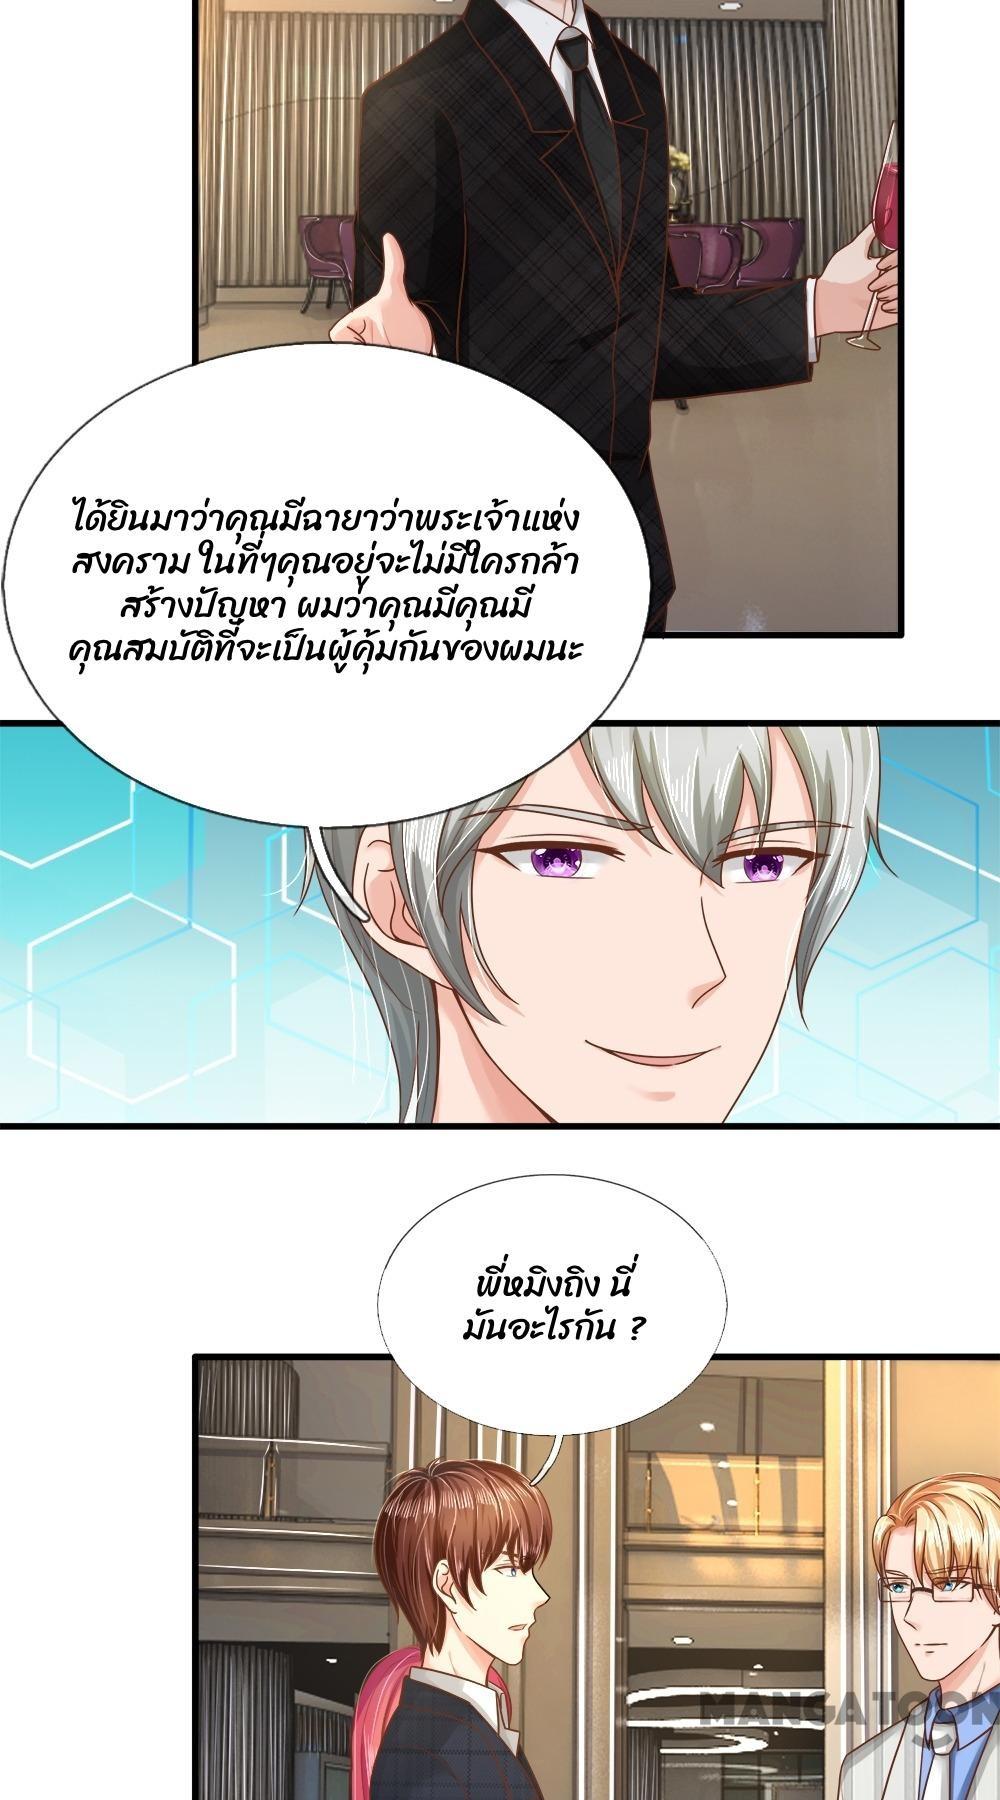 ได้ยินมาว่าคุณมีฉายาว่าพระเจ้าแห่ง
สงคราม ในที่ๆคุณอยู่จะไม่มีใครกล้า
สร้างปัญหา ผมว่าคุณมีคุณมี
คุณสมบัติที่จะเป็นผู้คุ้มกันของผมนะ
พี่หมิงถิง นี่
มันอะไรกัน ?
MANGATOON